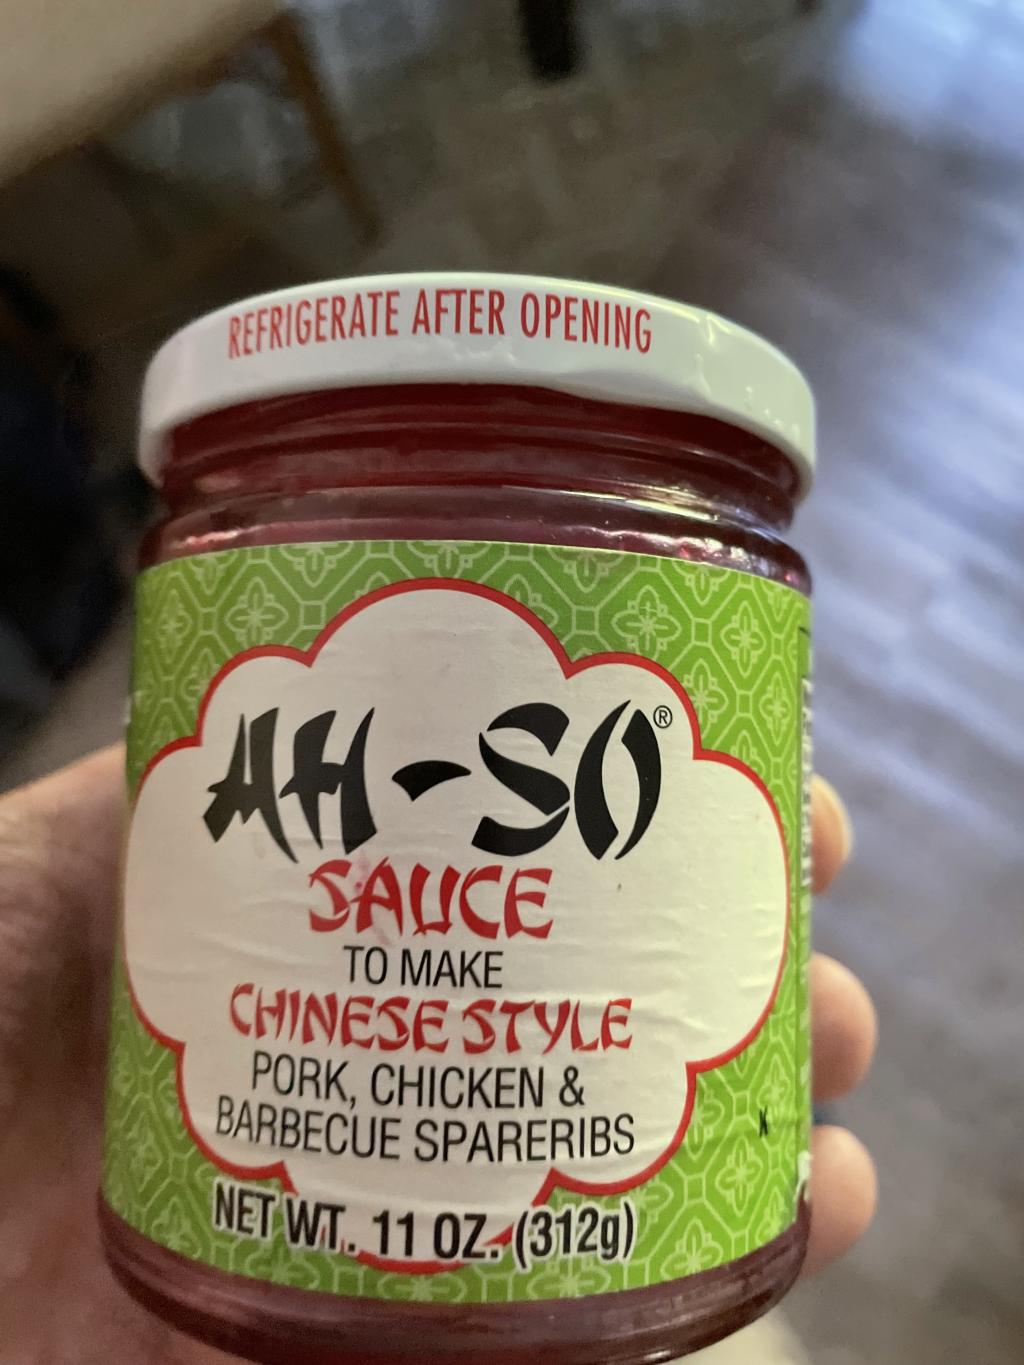 REFRIGERATE AFTER OPENING
AH-SO®
SAUCE
TO MAKE
CHINESE STYLE
PORK, CHICKEN &
BARBECUE SPARERIBS
NET WT. 11 OZ. (312g)
K